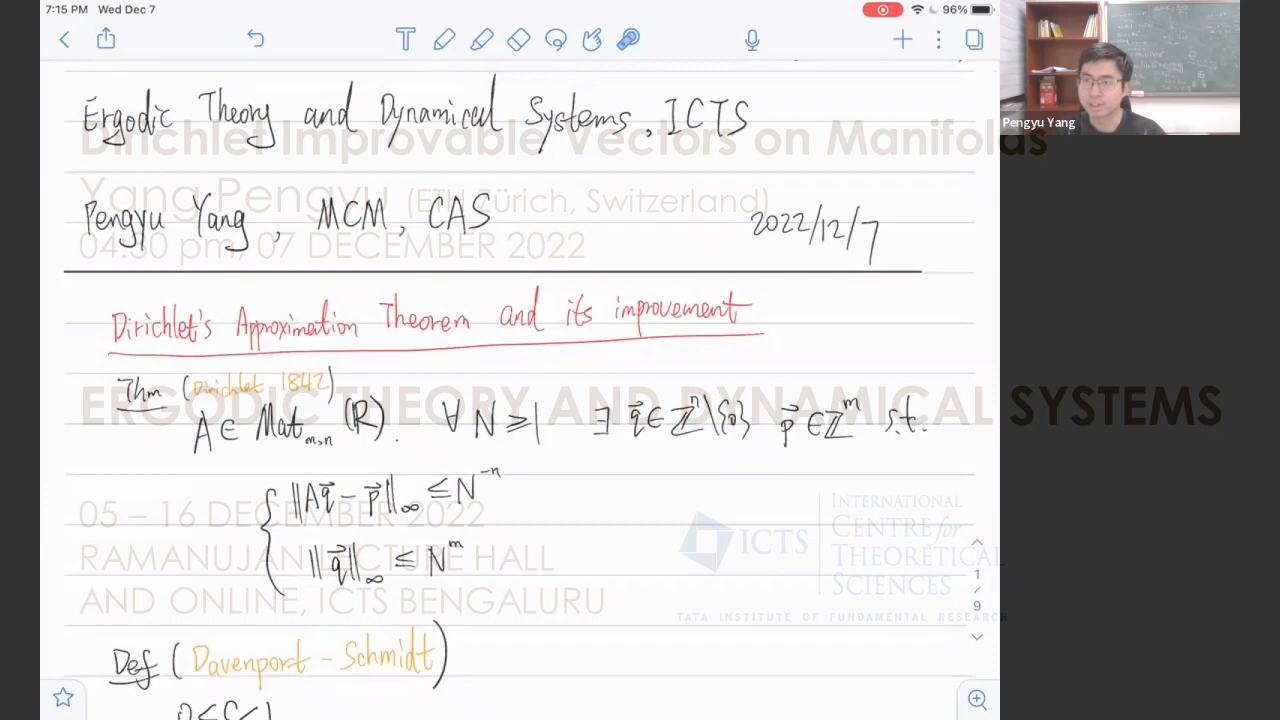 7:15 PM Wed Dec 7
96%
Ergodic Theory and Dynamical Systems, ICTS
Dirichlet Improvable Vectors on Manifolds
Yang Pengyu (ETH Zürich, Switzerland)
Pengyu Yang, MCM, CAS 2022/12/7
04:30 pm, 07 DECEMBER 2022
Dirichlet's Approximation Theorem and its improvement
Thm (Dirichlet 1842)
ERGODIC THEORY AND DYNAMICAL SYSTEMS
A ∈ Mat_{m,n}(R). ∀ N ≥ 1 ∃ q⃗ ∈ Z^n\{0} p⃗ ∈ Z^m s.t.
‖Aq⃗ − p⃗‖_∞ ≤ N^{-n}
05 – 16 DECEMBER 2022
‖q⃗‖_∞ ≤ N^m
RAMANUJAN LECTURE HALL
AND ONLINE, ICTS BENGALURU
ICTS
INTERNATIONAL
CENTRE for
THEORETICAL
SCIENCES
TATA INSTITUTE OF FUNDAMENTAL RESEARCH
1
/
9
Def (Davenport – Schmidt)
Pengyu Yang